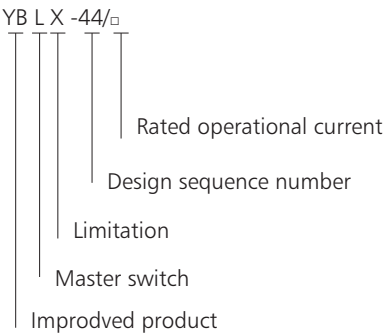 YB L X -44/□
Rated operational current
Design sequence number
Limitation
Master switch
Improdved product